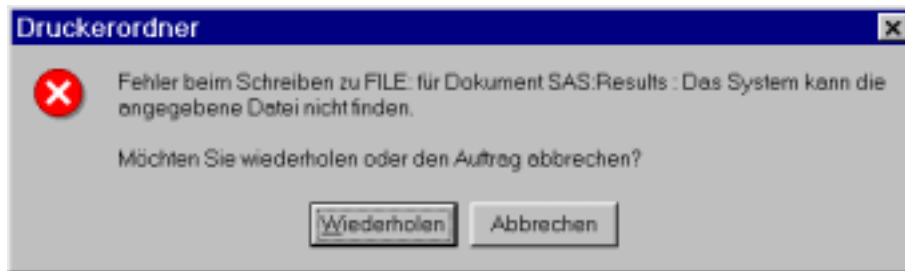 Druckerordner
Fehler beim Schreiben zu FILE: für Dokument SAS:Results : Das System kann die
angegebene Datei nicht finden.
Möchten Sie wiederholen oder den Auftrag abbrechen?
Wiederholen Abbrechen